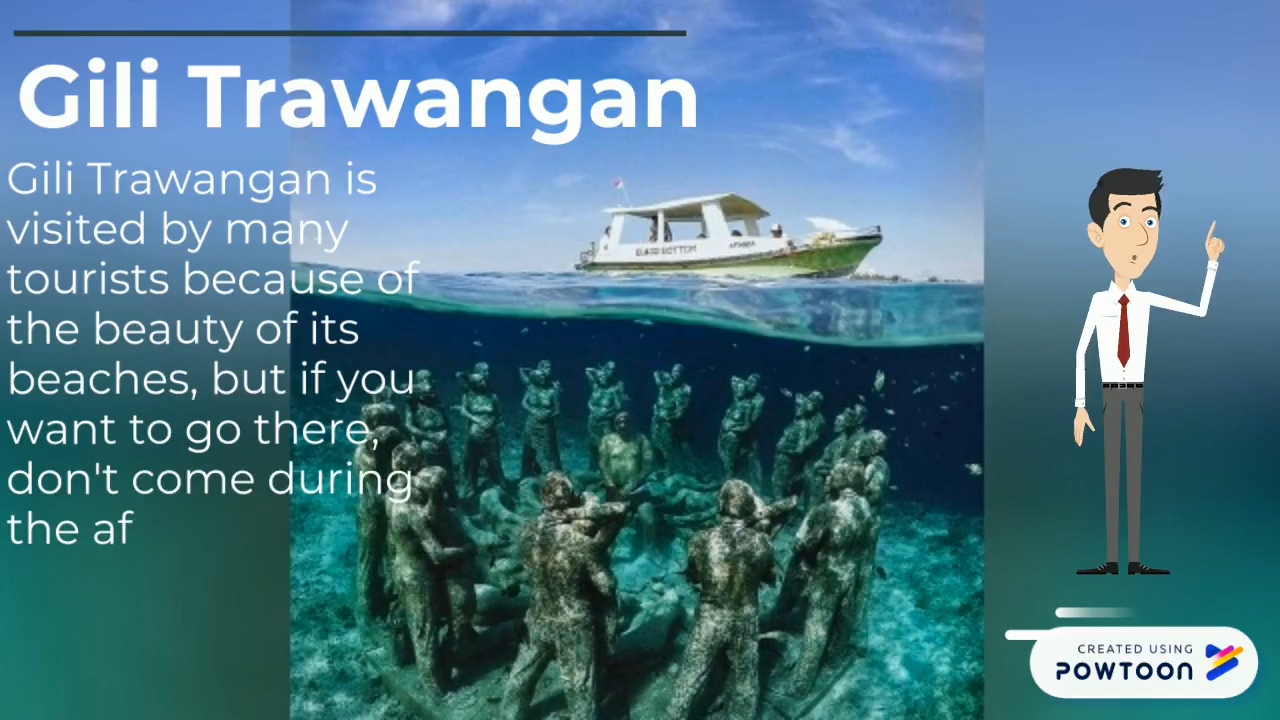 Gili Trawangan
Gili Trawangan is
visited by many
tourists because of
the beauty of its
beaches, but if you
want to go there,
don't come during
the af
CREATED USING
POWTOON